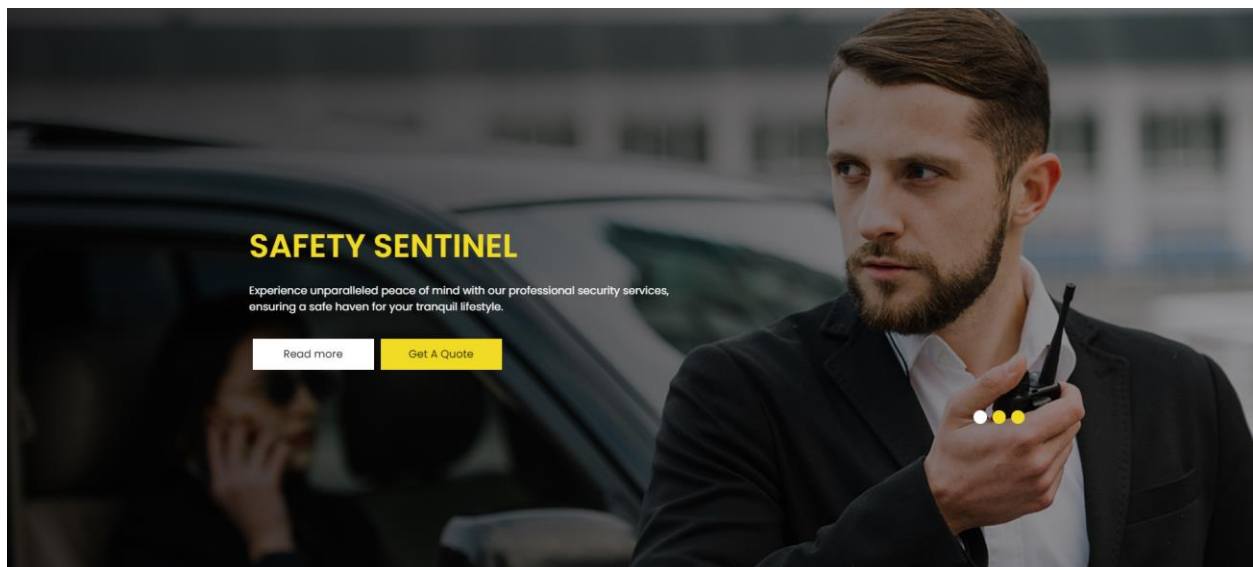 SAFETY SENTINEL
Experience unparalleled peace of mind with our professional security services,
ensuring a safe haven for your tranquil lifestyle.
Read more
Get A Quote